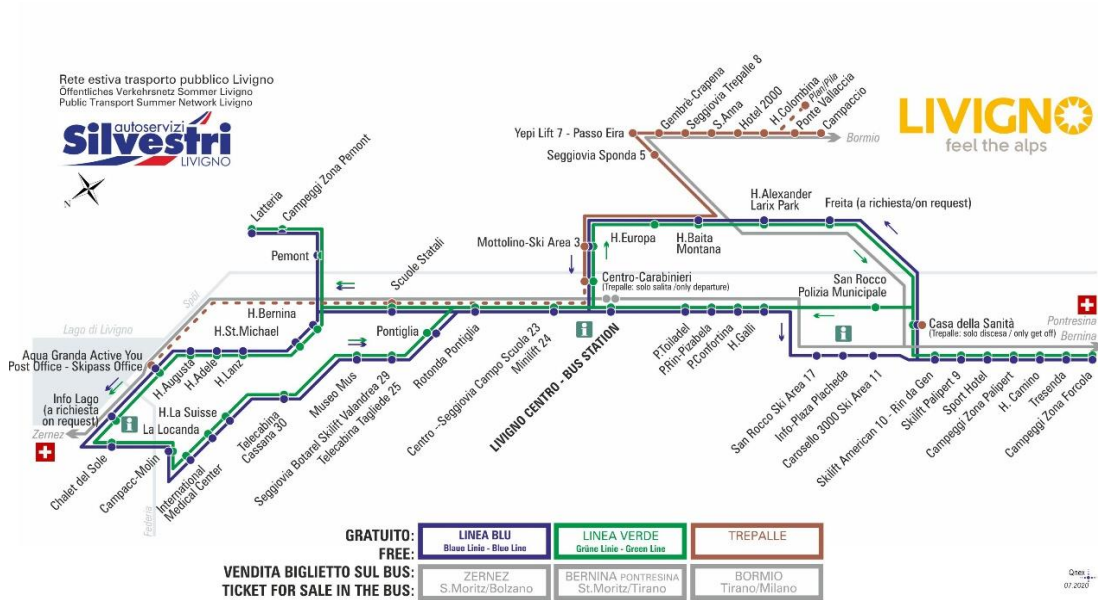 Rete estiva trasporto pubblico Livigno
Öffentliches Verkehrsnetz Sommer Livigno
Public Transport Summer Network Livigno
autoservizi
Silvestri
LIVIGNO
N
LIVIGNO
feel the alps
Yepi Lift 7 - Passo Eira
Gembrè-Crapena
Seggiovia Trepalle 8
S.Anna
Hotel 2000
H.Colombina
Plan/Pila
Ponte Vallaccia
Campaccio
Bormio
Seggiovia Sponda 5
Latteria
Campeggi Zona Pemont
Pemont
Scuole Statali
Mottolino-Ski Area 3
H.Europa
H.Baita
Montana
H.Alexander
Larix Park
Freita (a richiesta/on request)
Centro-Carabinieri
(Trepalle: solo salita /only departure)
San Rocco
Polizia Municipale
Casa della Sanità
(Trepalle: solo discesa / only get off)
Pontresina
Bernina
Spöl
Lago di Livigno
H.Bernina
H.St.Michael
Aqua Granda Active You
Post Office - Skipass Office
H.Augusta
H.Adele
H.Lanz
Info Lago
(a richiesta
on request)
Zernez
i
H.La Suisse
La Locanda
Chalet del Sole
Campacc-Molin
Federia
International
Medical Center
Telecabina
Cassana 30
Museo Mus
Seggiovia Botarel Skilift Valandrea 29
Telecabina Tagliede 25
Pontiglia
Rotonda Pontiglia
Centro --Seggiovia Campo Scuola 23
Minilift 24
i
LIVIGNO CENTRO - BUS STATION
P.Toiladel
P.Rin-Pizabela
P.Confortina
H.Galli
i
San Rocco Ski Area 17
Info-Plaza Placheda
Carosello 3000 Ski Area 11
Skilift American 10 - Rin da Gen
Skilift Palipert 9
Sport Hotel
Campeggi Zona Palipert
H. Camino
Tresenda
Campeggi Zona Forcola
GRATUITO:
FREE:
LINEA BLU
Blaue Linie - Blue Line
LINEA VERDE
Grüne Linie - Green Line
TREPALLE
VENDITA BIGLIETTO SUL BUS:
TICKET FOR SALE IN THE BUS:
ZERNEZ
S.Moritz/Bolzano
BERNINA PONTRESINA
St.Moritz/Tirano
BORMIO
Tirano/Milano
07.2020